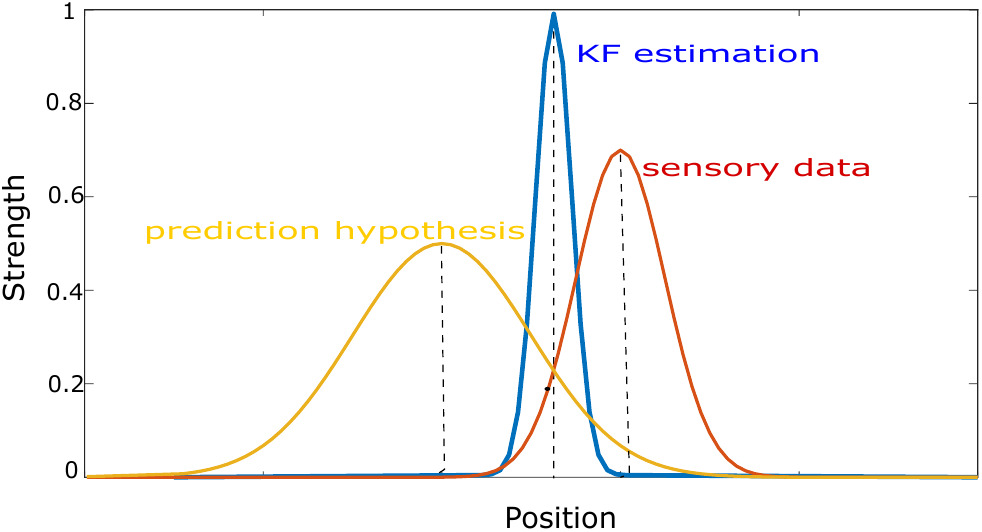 1
KF estimation
0.8
sensory data
0.6
prediction hypothesis
Strength
0.4
0.2
0
Position